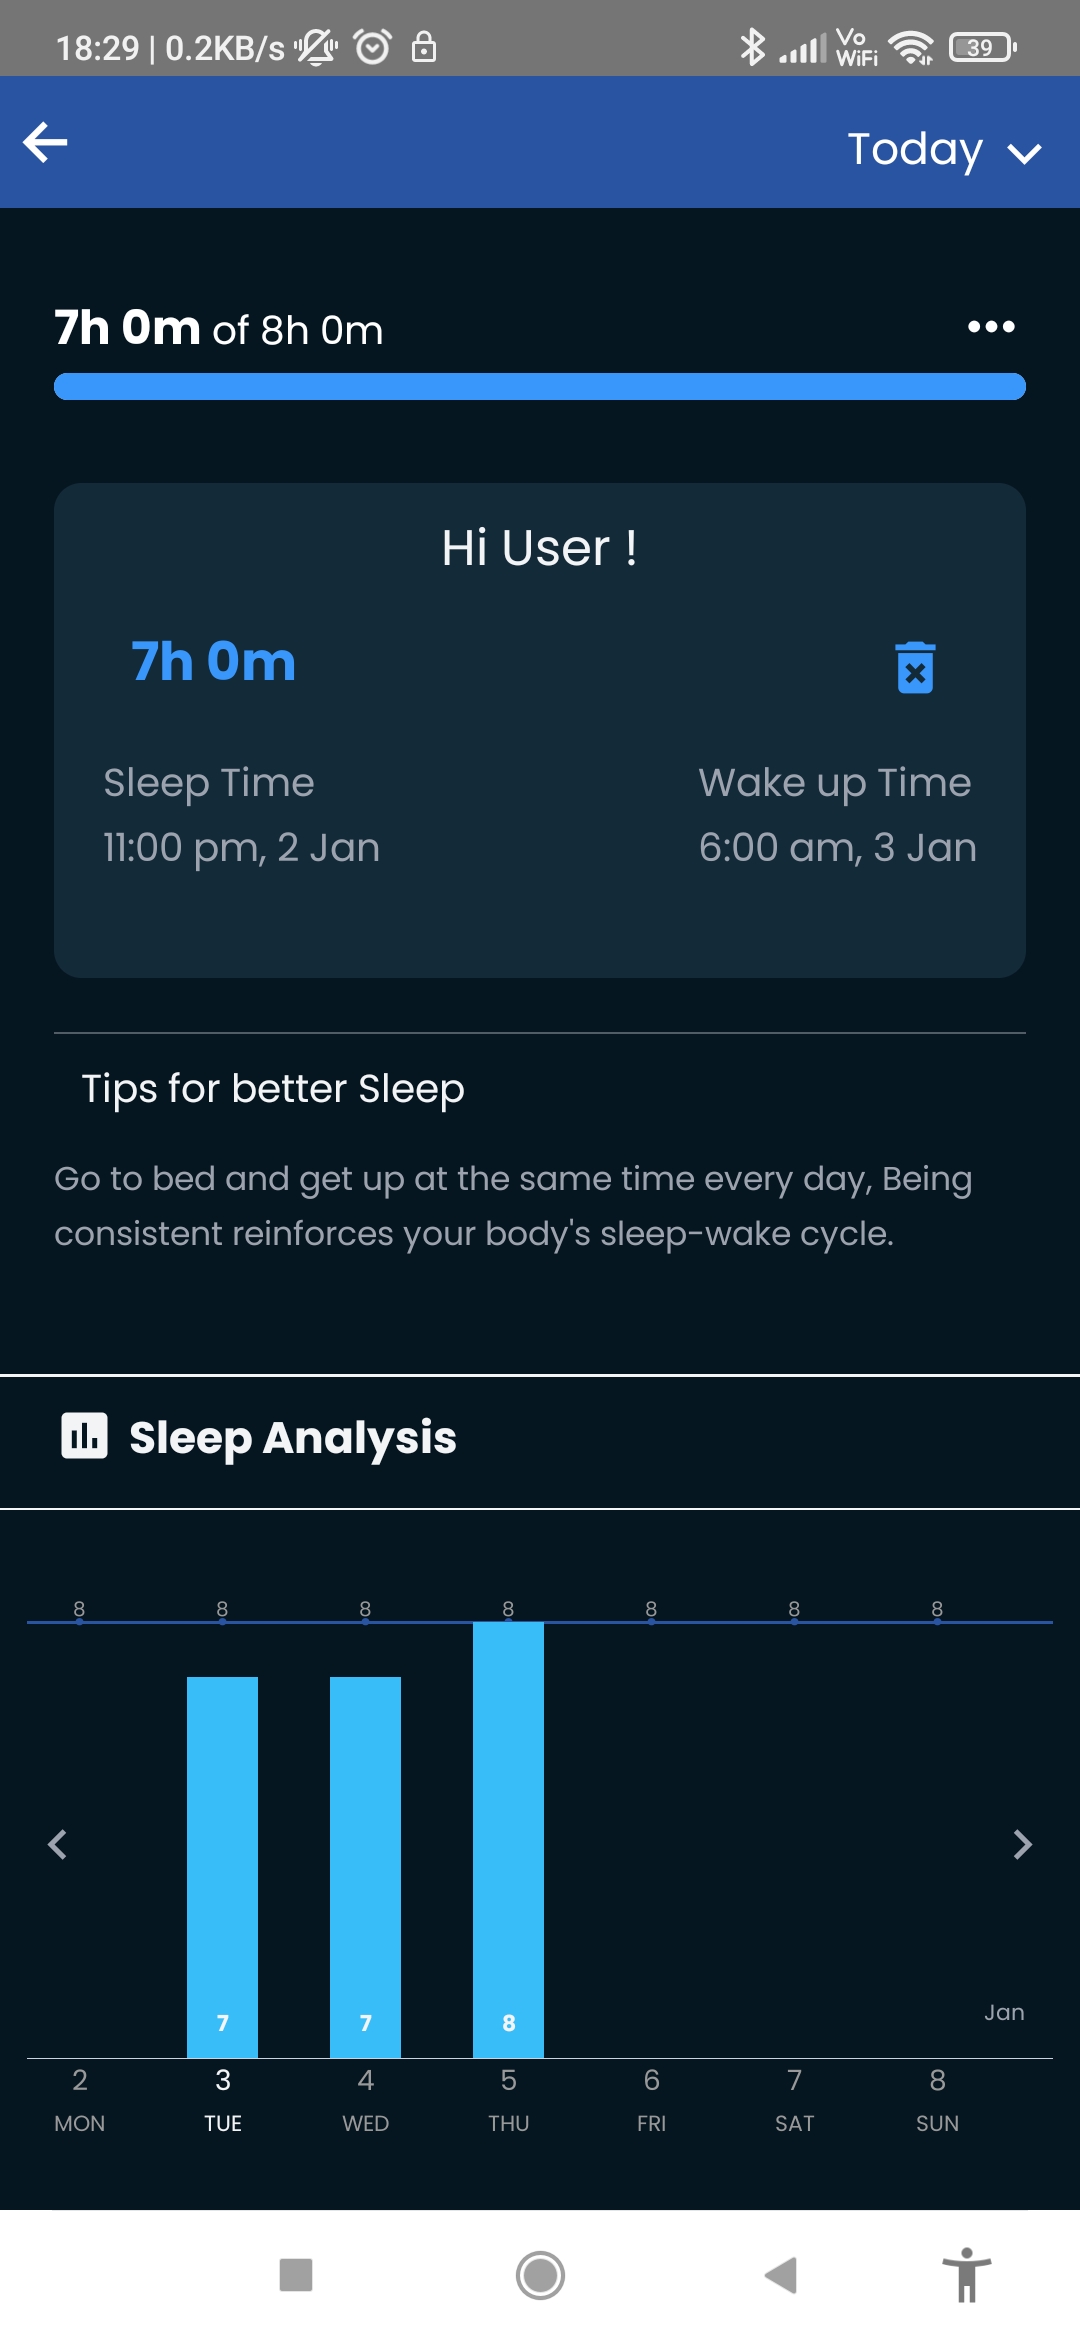 18:29 | 0.2KB/s Vo WiFi 39
Today
7h 0m of 8h 0m
Hi User !
7h 0m
Sleep Time Wake up Time
11:00 pm, 2 Jan 6:00 am, 3 Jan
Tips for better Sleep
Go to bed and get up at the same time every day, Being
consistent reinforces your body's sleep-wake cycle.
Sleep Analysis
8 8 8 8 8 8 8
7 7 8
Jan
2 3 4 5 6 7 8
MON TUE WED THU FRI SAT SUN